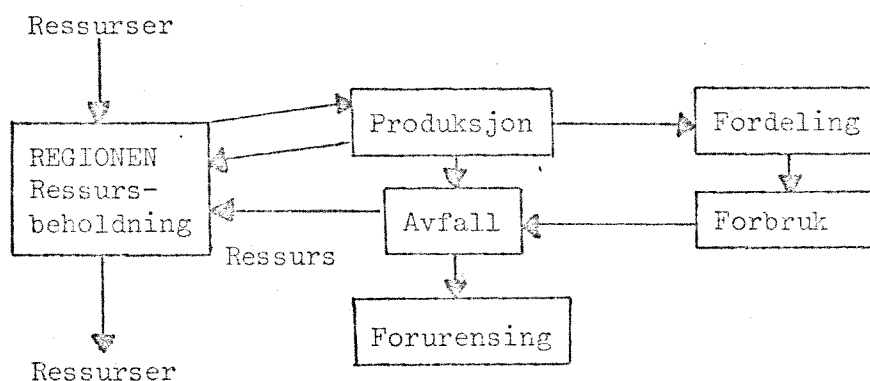 Ressurser
REGIONEN
Ressurs-
beholdning
Produksjon
Fordeling
Avfall
Forbruk
Ressurs
Forurensing
Ressurser